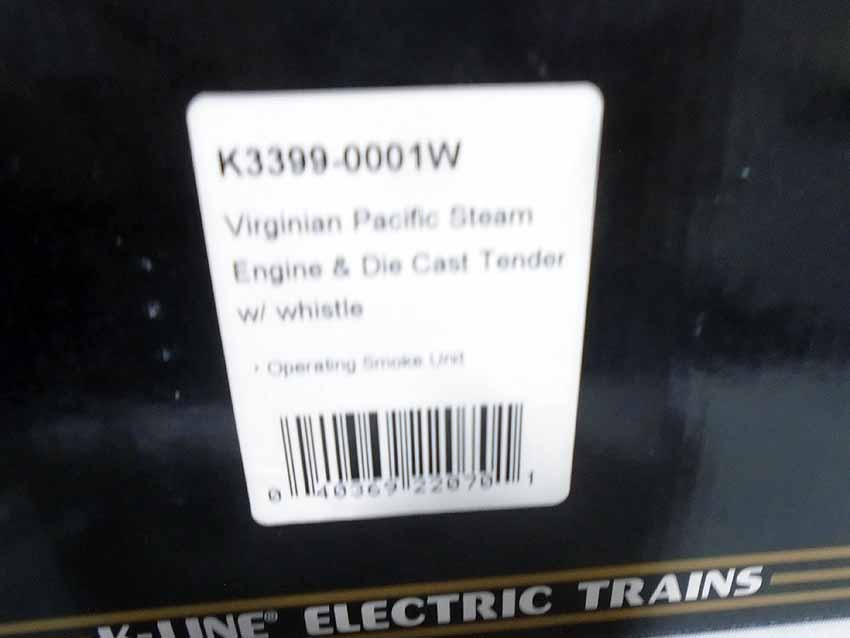 K3399-0001W
Virginian Pacific Steam
Engine & Die Cast Tender
w/ whistle
• Operating Smoke Unit
0 40369 22070 1
K-LINE® ELECTRIC TRAINS